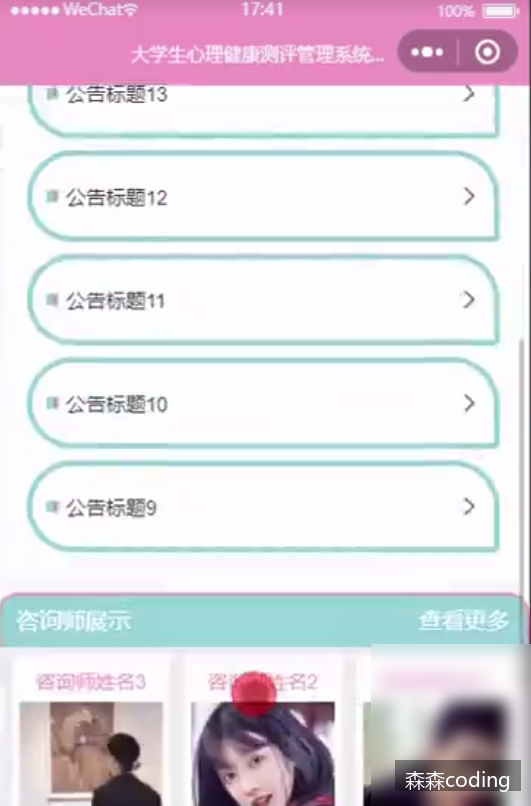 WeChat
17:41
100%
大学生心理健康测评管理系统...
公告标题13
公告标题12
公告标题11
公告标题10
公告标题9
咨询师展示
查看更多
咨询师姓名3
咨询师姓名2
森森coding